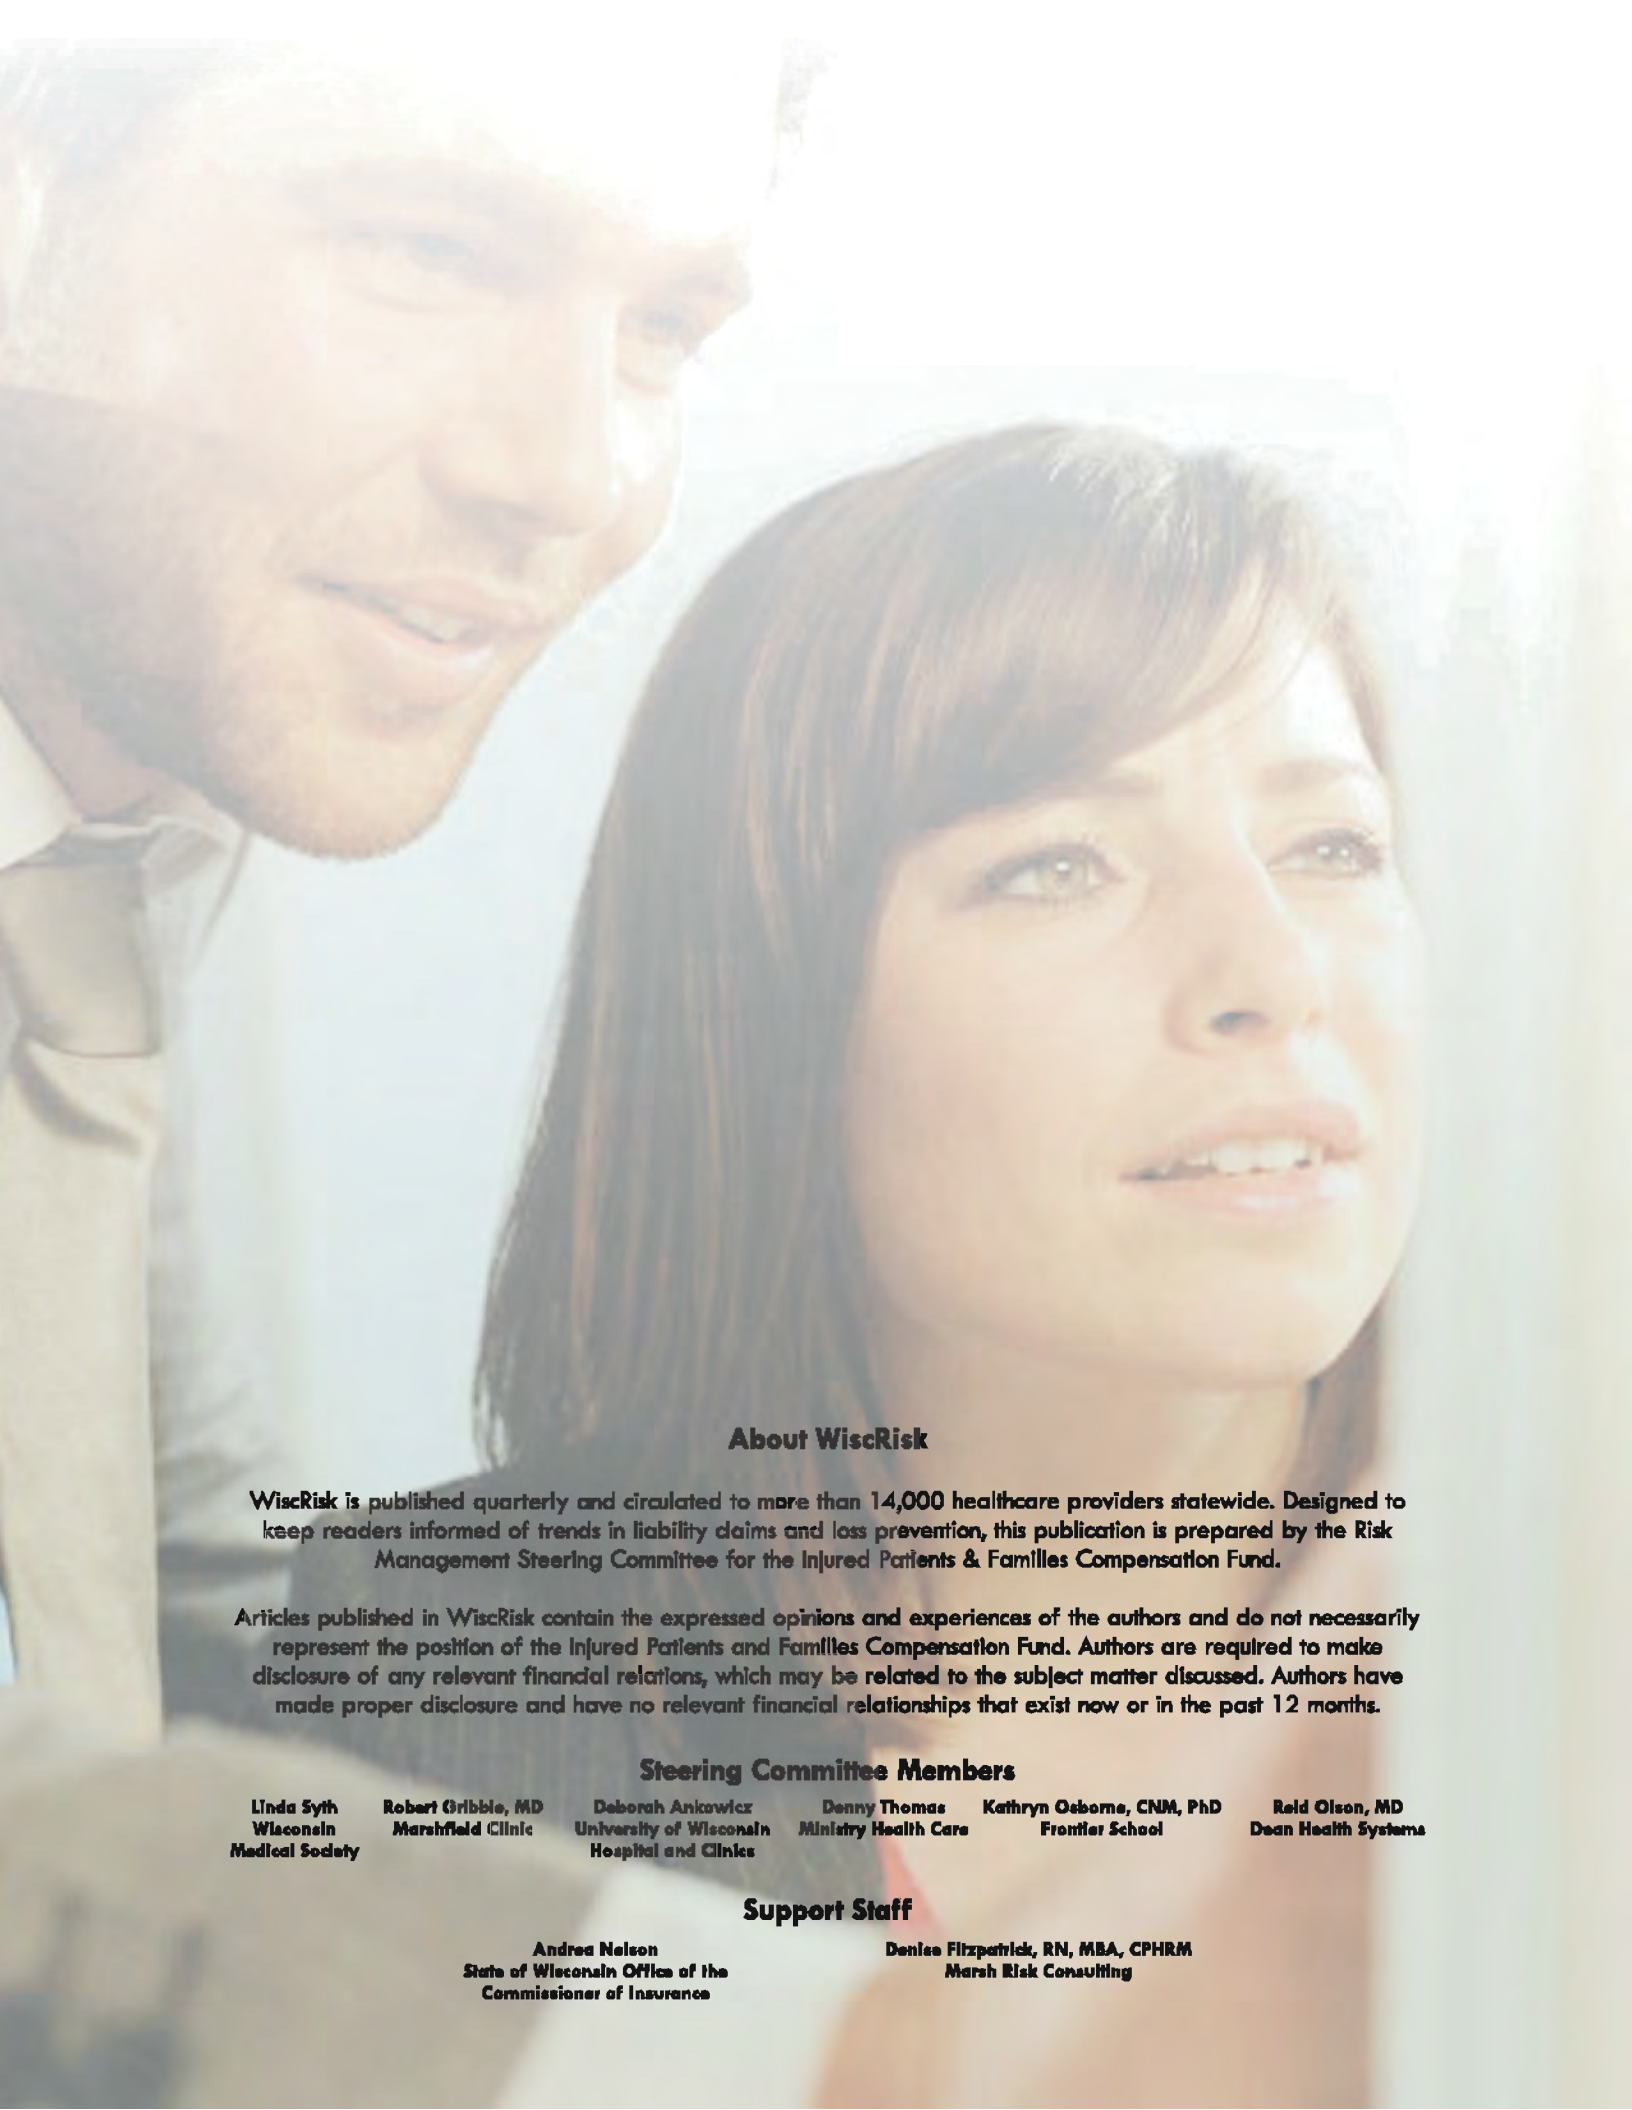 About WiscRisk
WiscRisk is published quarterly and circulated to more than 14,000 healthcare providers statewide. Designed to
keep readers informed of trends in liability claims and loss prevention, this publication is prepared by the Risk
Management Steering Committee for the Injured Patients & Families Compensation Fund.
Articles published in WiscRisk contain the expressed opinions and experiences of the authors and do not necessarily
represent the position of the Injured Patients and Families Compensation Fund. Authors are required to make
disclosure of any relevant financial relations, which may be related to the subject matter discussed. Authors have
made proper disclosure and have no relevant financial relationships that exist now or in the past 12 months.
Steering Committee Members
Linda Syth
Wisconsin
Medical Society
Robert Gribble, MD
Marshfield Clinic
Deborah Ankowicz
University of Wisconsin
Hospital and Clinics
Denny Thomas
Ministry Health Care
Kathryn Osborne, CNM, PhD
Frontier School
Reid Olson, MD
Dean Health Systems
Support Staff
Andrea Nelson
State of Wisconsin Office of the
Commissioner of Insurance
Denise Fitzpatrick, RN, MBA, CPHRM
Marsh Risk Consulting